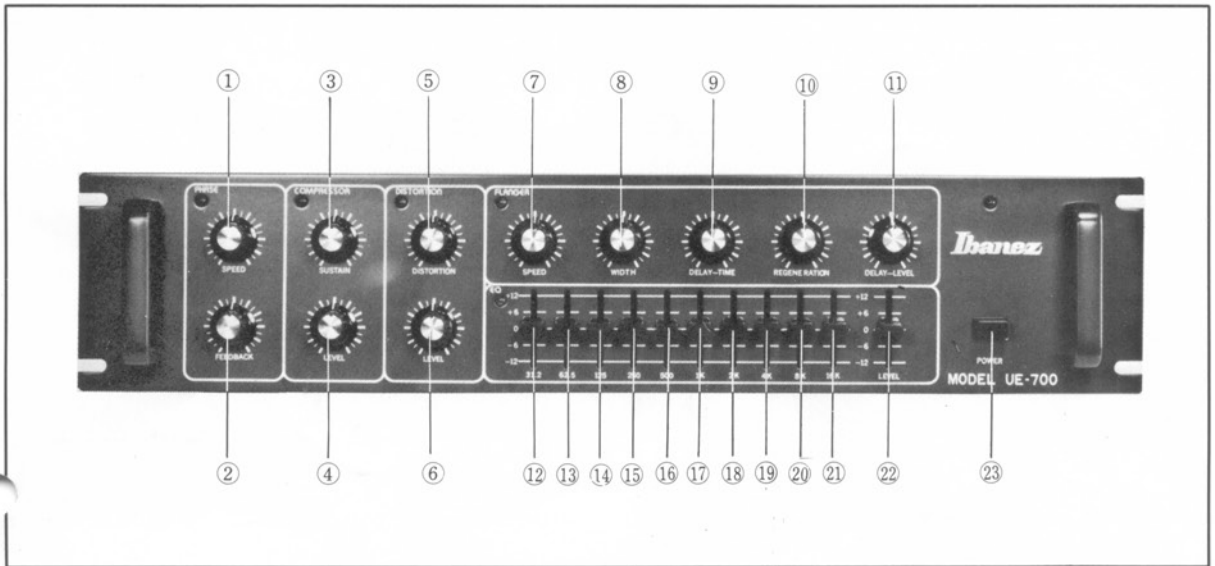 ① ③ ⑤ ⑦ ⑧ ⑨ ⑩ ⑪
PHASE COMPRESSOR DISTORTION FLANGER
Ibanez
SPEED SUSTAIN DISTORTION SPEED WIDTH DELAY-TIME REGENERATION DELAY-LEVEL
EQ
+12 +12
+6 +6
0 0
-6 -6
-12 -12
FEEDBACK LEVEL LEVEL
POWER
31.2 62.5 125 250 500 1K 2K 4K 8K 16K LEVEL
MODEL UE-700
② ④ ⑥ ⑫ ⑬ ⑭ ⑮ ⑯ ⑰ ⑱ ⑲ ⑳ ㉑ ㉒ ㉓